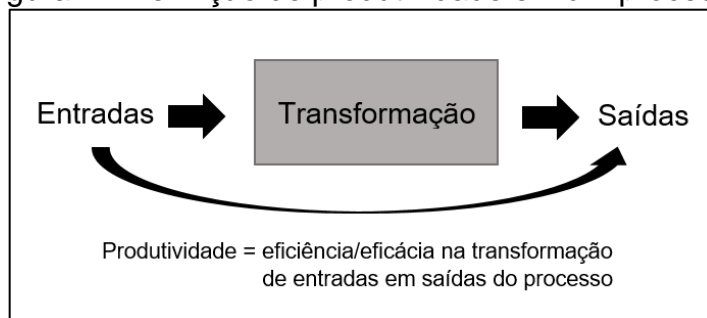 Entradas Transformação Saídas
Produtividade = eficiência/eficácia na transformação
de entradas em saídas do processo